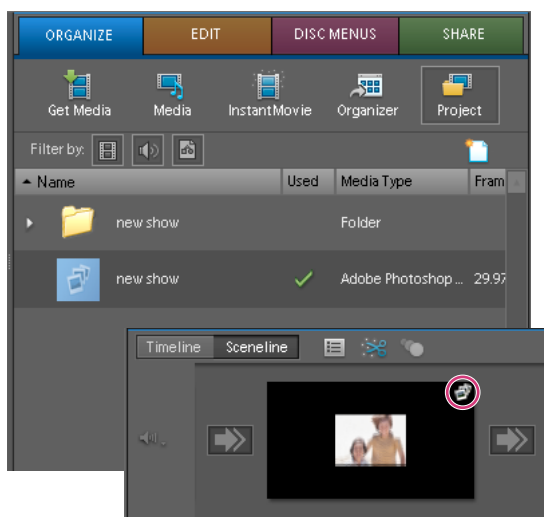 ORGANIZE EDIT DISC MENUS SHARE
Get Media Media InstantMovie Organizer Project
Filter by:
Name Used Media Type Fram
new show Folder
new show Adobe Photoshop ... 29.97
Timeline Sceneline